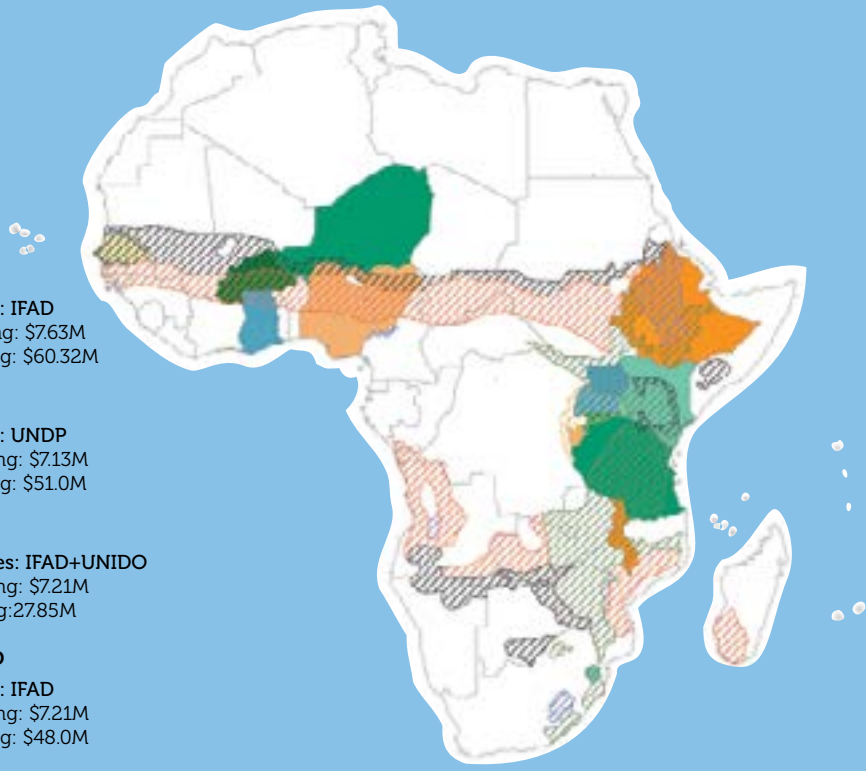 : IFAD
ng: $7.63M
g: $60.32M
: UNDP
ng: $7.13M
g: $51.0M
es: IFAD+UNIDO
ng: $7.21M
g:27.85M
: IFAD
ng: $7.21M
g: $48.0M